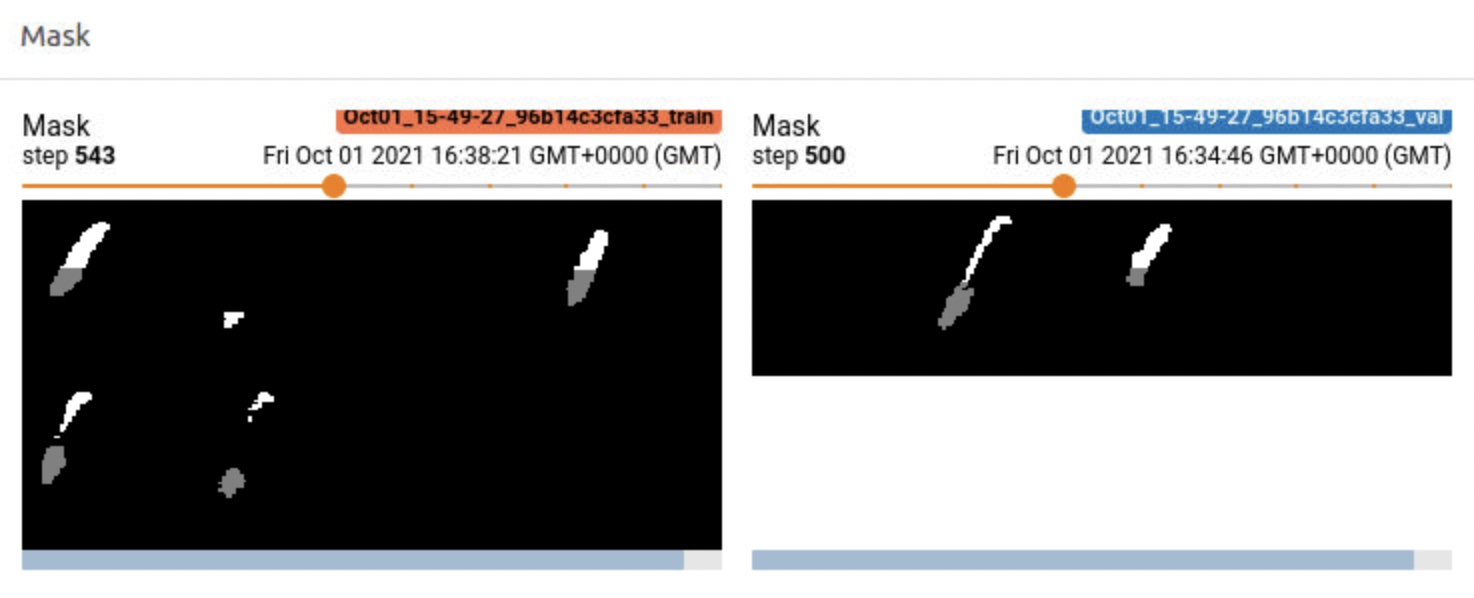 Mask
Mask
Oct01_15-49-27_96b14c3cfa33_train
step 543
Fri Oct 01 2021 16:38:21 GMT+0000 (GMT)
Mask
Oct01_15-49-27_96b14c3cfa33_val
step 500
Fri Oct 01 2021 16:34:46 GMT+0000 (GMT)